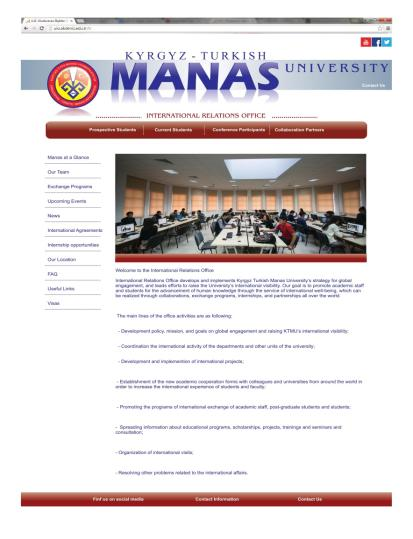 KYRGYZ - TURKISH
MANAS UNIVERSITY
Contact Us
INTERNATIONAL RELATIONS OFFICE
Prospective Students Current Students Conference Participants Collaboration Partners
Manas at a Glance
Our Team
Exchange Programs
Upcoming Events
News
International Agreements
Internship opportunities
Our Location
FAQ
Useful Links
Visas
Welcome to the International Relations Office
International Relations Office develops and implements Kyrgyz Turkish Manas University's strategy for global
engagement, and leads efforts to raise the University's international visibility. Our goal is to promote academic staff
and students for the advancement of human knowledge through the service of international well-being, which can
be realized through collaborations, exchange programs, internships, and partnerships all over the world
The main lines of the office activities are as following:
- Development policy, mission, and goals on global engagement and raising KTMU's international visibility;
- Coordination the international activity of the departments and other units of the university;
- Development and implemention of international projects;
- Establishment of the new academic cooperation forms with colleagues and universities from around the world in
order to increase the international experience of students and faculty;
- Promoting the programs of international exchange of academic staff, post-graduate students and students;
- Spreading information about educational programs, scholarships, projects, trainings and seminars and
consultation;
- Organization of international visits;
- Resolving other problems related to the international affairs.
Finf us on social media Contact Information Contact Us